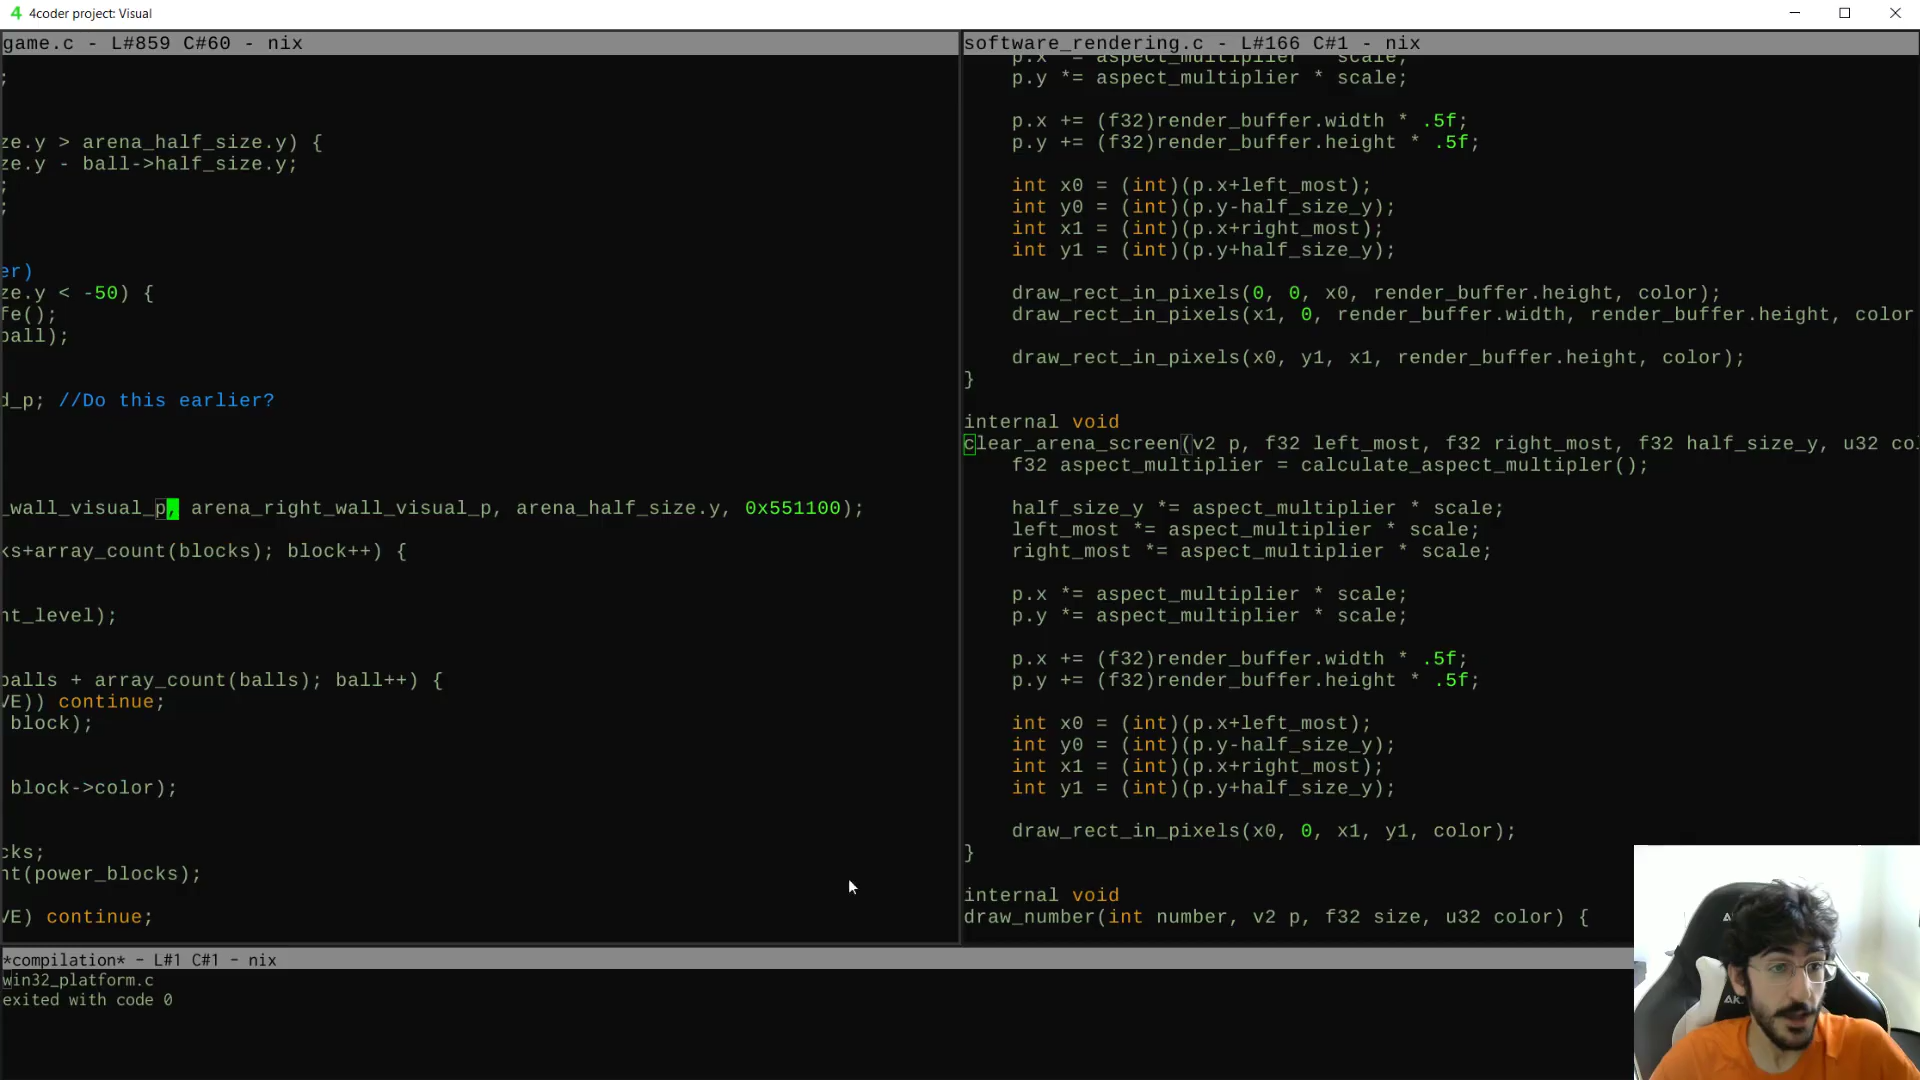 4coder project: Visual
game.c - L#859 C#60 - nix
;
ze.y > arena_half_size.y) {
ze.y - ball->half_size.y;
;
;
er)
ze.y < -50) {
fe();
ball);
d_p; //Do this earlier?
_wall_visual_p, arena_right_wall_visual_p, arena_half_size.y, 0x551100);
ks+array_count(blocks); block++) {
nt_level);
balls + array_count(balls); ball++) {
VE)) continue;
block);
block->color);
cks;
nt(power_blocks);
VE) continue;
software_rendering.c - L#166 C#1 - nix
p.x *= aspect_multiplier * scale;
p.y *= aspect_multiplier * scale;
p.x += (f32)render_buffer.width * .5f;
p.y += (f32)render_buffer.height * .5f;
int x0 = (int)(p.x+left_most);
int y0 = (int)(p.y-half_size_y);
int x1 = (int)(p.x+right_most);
int y1 = (int)(p.y+half_size_y);
draw_rect_in_pixels(0, 0, x0, render_buffer.height, color);
draw_rect_in_pixels(x1, 0, render_buffer.width, render_buffer.height, color
draw_rect_in_pixels(x0, y1, x1, render_buffer.height, color);
}
internal void
clear_arena_screen(v2 p, f32 left_most, f32 right_most, f32 half_size_y, u32 co
f32 aspect_multiplier = calculate_aspect_multipler();
half_size_y *= aspect_multiplier * scale;
left_most *= aspect_multiplier * scale;
right_most *= aspect_multiplier * scale;
p.x *= aspect_multiplier * scale;
p.y *= aspect_multiplier * scale;
p.x += (f32)render_buffer.width * .5f;
p.y += (f32)render_buffer.height * .5f;
int x0 = (int)(p.x+left_most);
int y0 = (int)(p.y-half_size_y);
int x1 = (int)(p.x+right_most);
int y1 = (int)(p.y+half_size_y);
draw_rect_in_pixels(x0, 0, x1, y1, color);
}
internal void
draw_number(int number, v2 p, f32 size, u32 color) {
*compilation* - L#1 C#1 - nix
win32_platform.c
exited with code 0